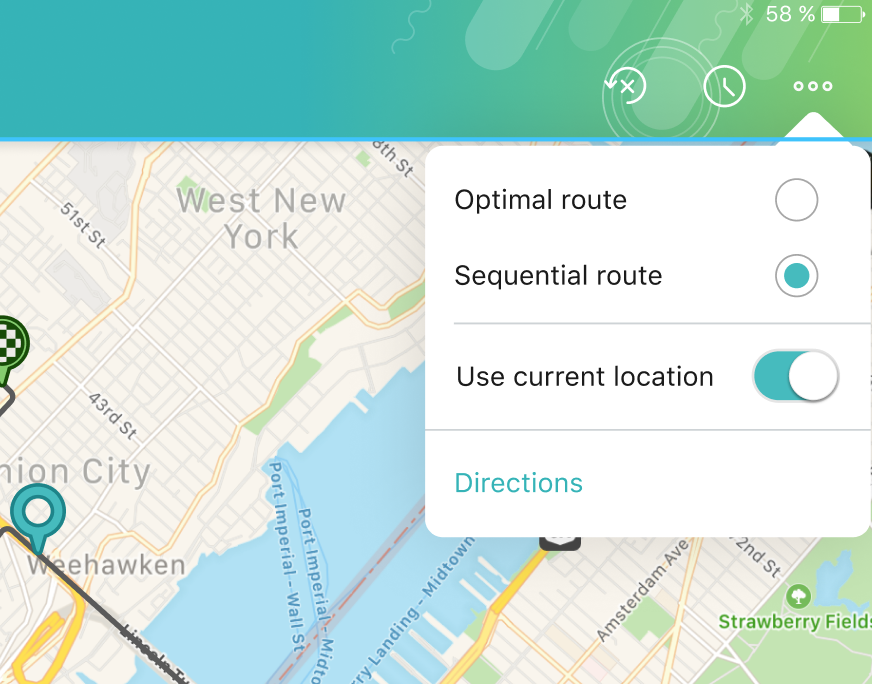 58 %
8th St
West New
York
51st St
Optimal route
Sequential route
Use current location
43rd St
Directions
nion City
Port Imperial - Wall St
Port Imperial - Midto
Weehawken
rry Landing - Midtown
Amsterdam Ave
2nd St
Strawberry Fields
Lincoln Tu